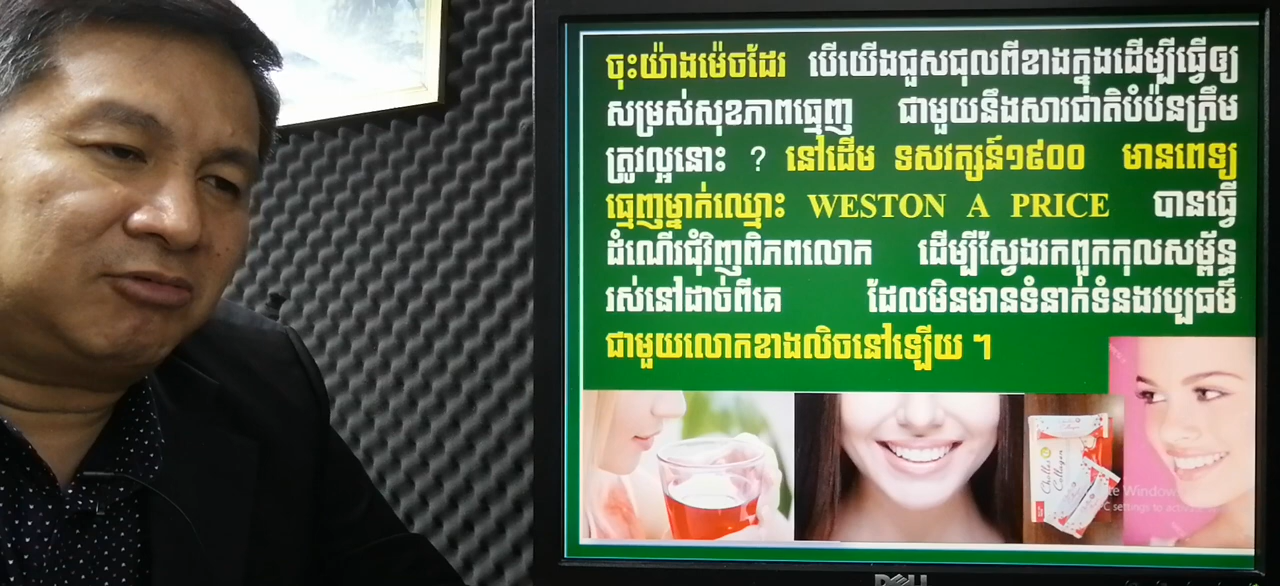 ចុះយ៉ាងម៉េចដែរ បើយើងជួសជុលពីខាងក្នុងដើម្បីធ្វើឲ្យ
សម្រស់សុខភាពធ្មេញ ជាមួយនឹងសារជាតិបំប៉នត្រឹម
ត្រូវល្អនោះ ? នៅដើម ទសវត្សន៍១៩០០ មានពេទ្យ
ធ្មេញម្នាក់ឈ្មោះ WESTON A PRICE បានធ្វើ
ដំណើរជុំវិញពិភពលោក ដើម្បីស្វែងរកពួកកុលសម្ព័ន្ធ
រស់នៅដាច់ពីគេ ដែលមិនមានទំនាក់ទំនងវប្បធម៌
ជាមួយលោកខាងលិចនៅឡើយ ។
Collagen
te Windows
C settings to activ
DELL